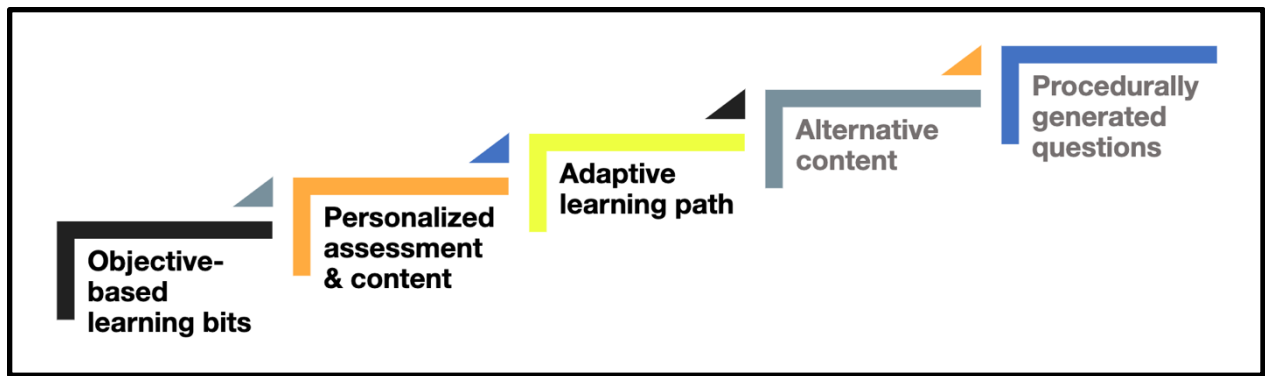 Objective-
based
learning bits
Personalized
assessment
& content
Adaptive
learning path
Alternative
content
Procedurally
generated
questions